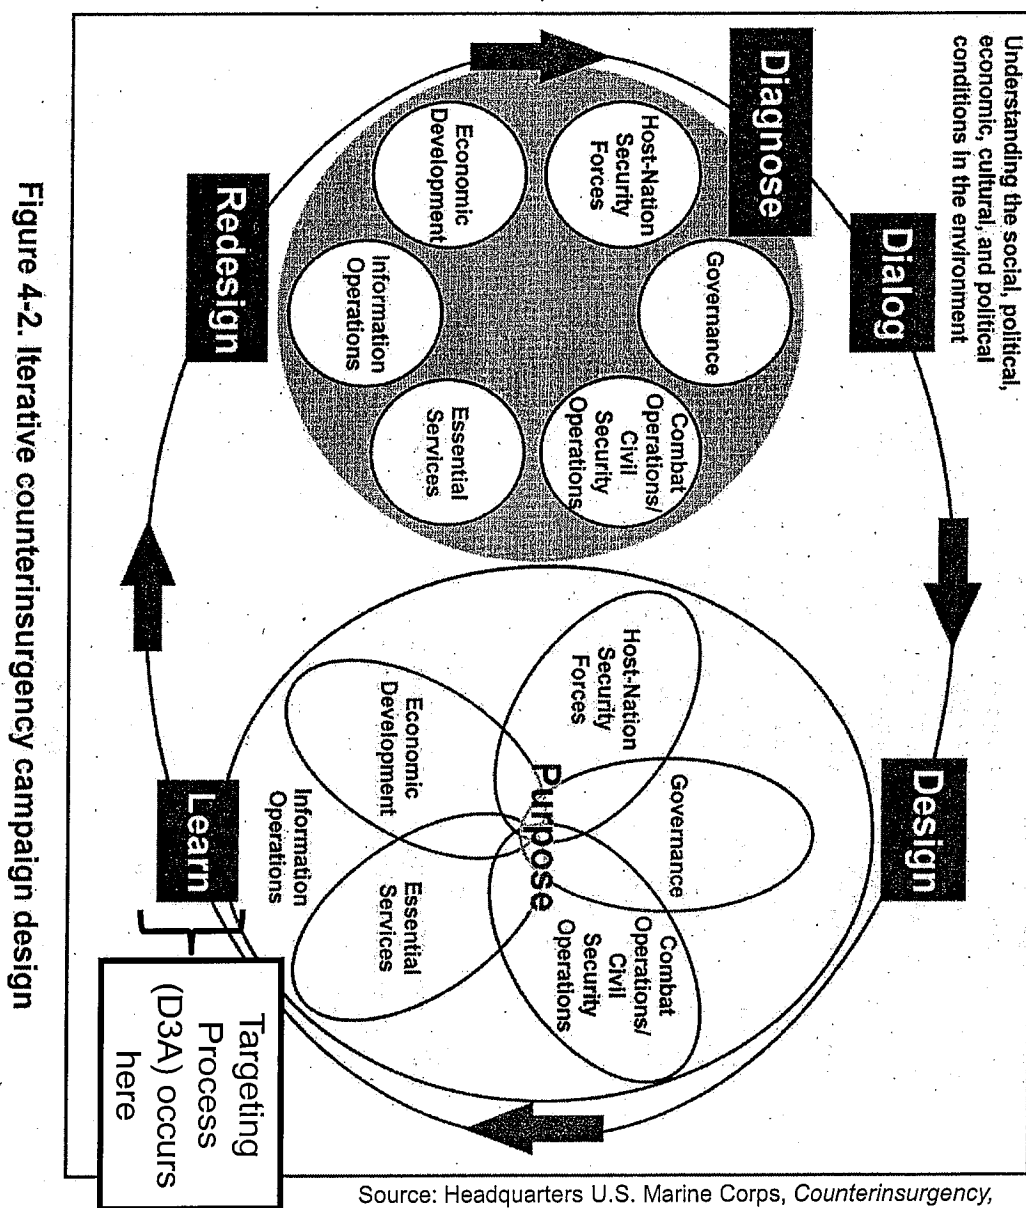 Understanding the social, political,
economic, cultural, and political
conditions in the environment
Diagnose
Dialog
Design
Learn
Redesign
Host-Nation
Security
Forces
Governance
Combat
Operations/
Civil
Security
Operations
Economic
Development
Information
Operations
Essential
Services
Host-Nation
Security
Forces
Governance
Combat
Operations/
Civil
Security
Operations
Purpose
Economic
Development
Essential
Services
Information
Operations
Targeting
Process
(D3A) occurs
here
Figure 4-2. Iterative counterinsurgency campaign design
Source: Headquarters U.S. Marine Corps, Counterinsurgency,